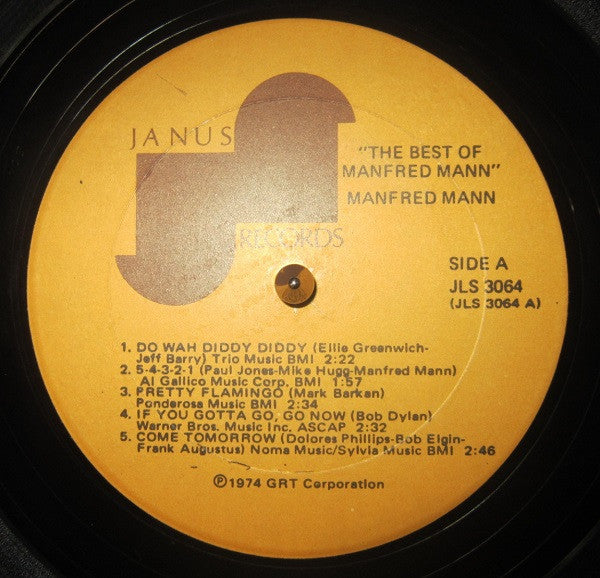 JANUS
RECORDS
"THE BEST OF
MANFRED MANN"
MANFRED MANN
SIDE A
JLS 3064
(JLS 3064 A)
1. DO WAH DIDDY DIDDY (Ellie Greenwich-
Jeff Barry) Trio Music BMI 2:22
2. 5-4-3-2-1 (Paul Jones-Mike Hugg-Manfred Mann)
Al Gallico Music Corp. BMI 1:57
3. PRETTY FLAMINGO (Mark Barkan)
Ponderosa Music BMI 2:34
4. IF YOU GOTTA GO, GO NOW (Bob Dylan)
Warner Bros. Music Inc. ASCAP 2:32
5. COME TOMORROW (Dolores Phillips-Bob Elgin-
Frank Augustus) Noma Music/Sylvia Music BMI 2:46
℗1974 GRT Corporation